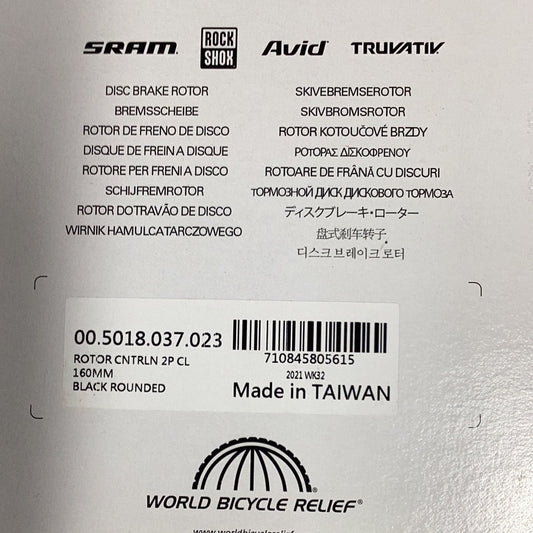 SRAM ROCK SHOX Avid TRUVATIV
DISC BRAKE ROTOR
BREMSSCHEIBE
ROTOR DE FRENO DE DISCO
DISQUE DE FREIN A DISQUE
ROTORE PER FRENI A DISCO
SCHIJFREMROTOR
ROTOR DO TRAVÃO DE DISCO
WIRNIK HAMULCA TARCZOWEGO
SKIVEBREMSEROTOR
SKIVBROMSROTOR
ROTOR KOTOUČOVÉ BRZDY
ΡΟΤΟΡΑΣ ΔΙΣΚΟΦΡΕΝΟΥ
ROTOARE DE FRÂNĂ CU DISCURI
ТОРМОЗНОЙ ДИСК ДИСКОВОГО ТОРМОЗА
ディスクブレーキ・ローター
盘式刹车转子
디스크 브레이크 로터
00.5018.037.023
ROTOR CNTRLN 2P CL
160MM
BLACK ROUNDED
710845805615
2021 WK32
Made in TAIWAN
WORLD BICYCLE RELIEF®
www.worldbicyclerelief